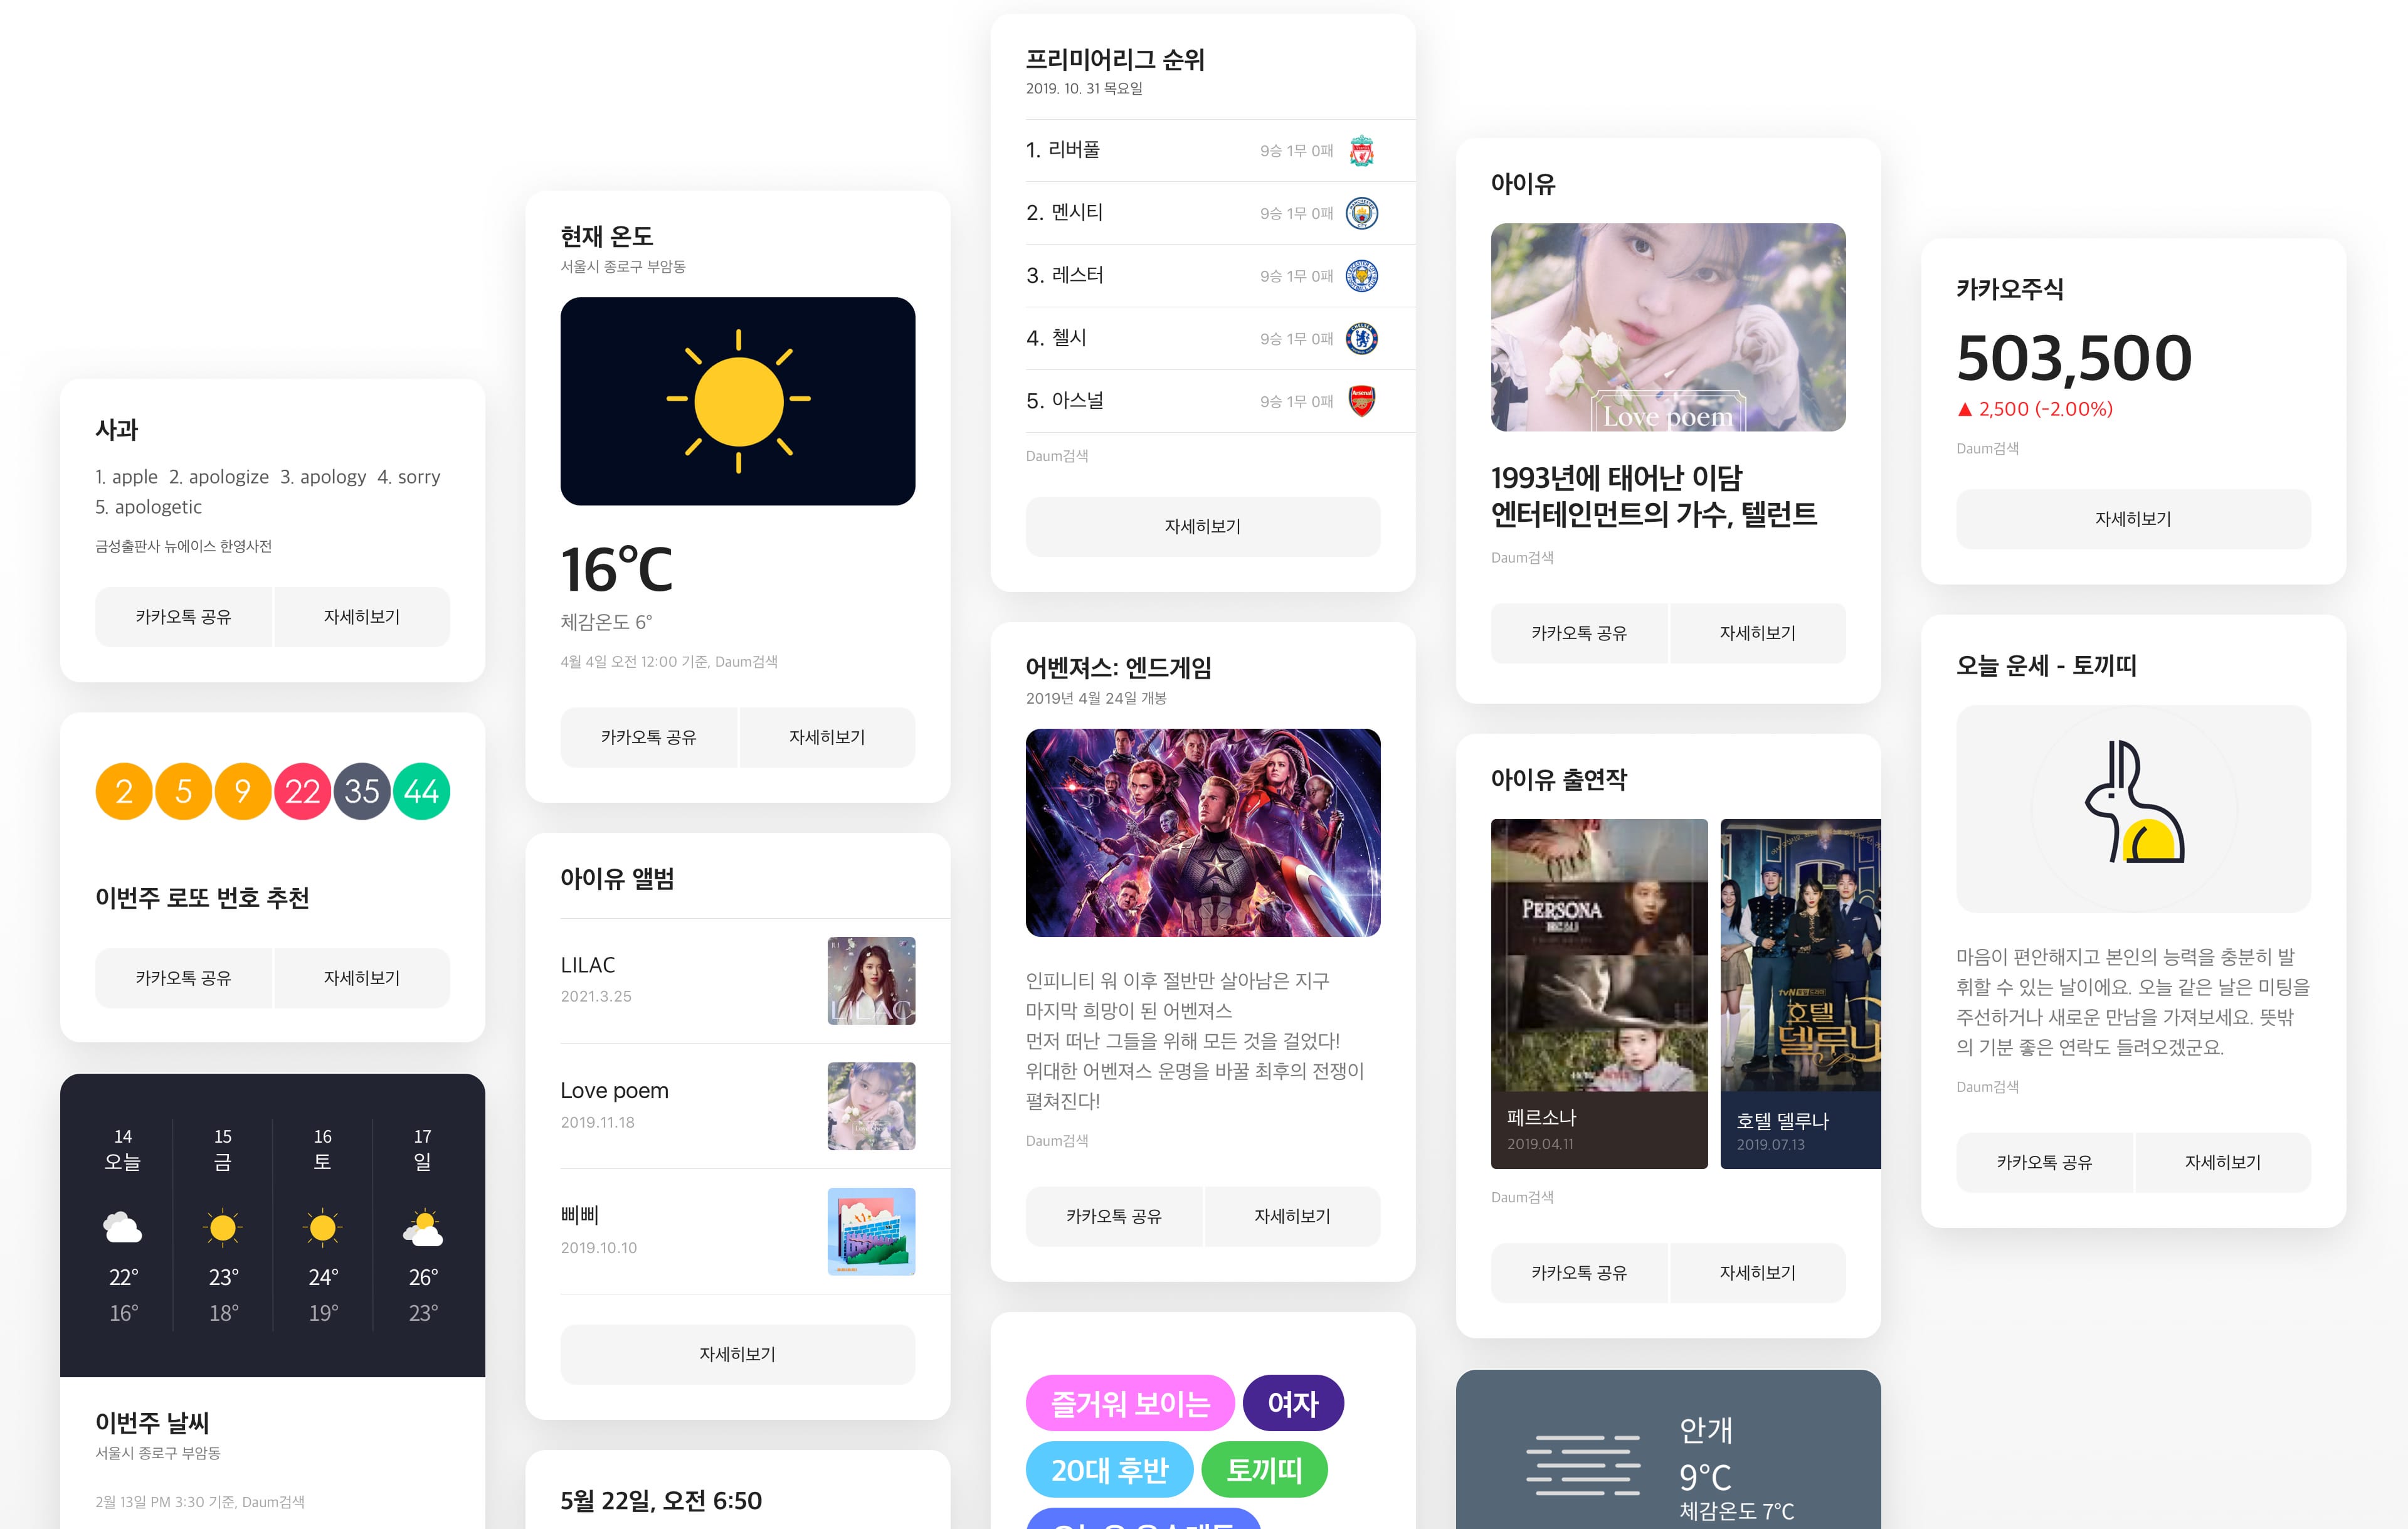 사과
1. apple 2. apologize 3. apology 4. sorry
5. apologetic
금성출판사 뉴에이스 한영사전
카카오톡 공유
자세히보기
2 5 9 22 35 44
이번주 로또 번호 추천
카카오톡 공유
자세히보기
14 15 16 17
오늘 금 토 일
22° 23° 24° 26°
16° 18° 19° 23°
이번주 날씨
서울시 종로구 부암동
2월 13일 PM 3:30 기준, Daum검색
현재 온도
서울시 종로구 부암동
16°C
체감온도 6°
4월 4일 오전 12:00 기준, Daum검색
카카오톡 공유
자세히보기
아이유 앨범
LILAC
2021.3.25
LILAC
Love poem
2019.11.18
삐삐
2019.10.10
자세히보기
5월 22일, 오전 6:50
프리미어리그 순위
2019. 10. 31 목요일
1. 리버풀 9승 1무 0패
2. 멘시티 9승 1무 0패
3. 레스터 9승 1무 0패
4. 첼시 9승 1무 0패
5. 아스널 9승 1무 0패
Arsenal
Daum검색
자세히보기
어벤져스: 엔드게임
2019년 4월 24일 개봉
인피니티 워 이후 절반만 살아남은 지구
마지막 희망이 된 어벤져스
먼저 떠난 그들을 위해 모든 것을 걸었다!
위대한 어벤져스 운명을 바꿀 최후의 전쟁이
펼쳐진다!
Daum검색
카카오톡 공유
자세히보기
즐거워 보이는 여자
20대 후반 토끼띠
아이유
Love poem
1993년에 태어난 이담
엔터테인먼트의 가수, 텔런트
Daum검색
카카오톡 공유
자세히보기
아이유 출연작
PERSONA
페르소나
페르소나
2019.04.11
tvN
호텔
델루나
호텔 델루나
2019.07.13
Daum검색
카카오톡 공유
자세히보기
안개
9°C
체감온도 7°C
카카오주식
503,500
▲ 2,500 (-2.00%)
Daum검색
자세히보기
오늘 운세 - 토끼띠
마음이 편안해지고 본인의 능력을 충분히 발
휘할 수 있는 날이에요. 오늘 같은 날은 미팅을
주선하거나 새로운 만남을 가져보세요. 뜻밖
의 기분 좋은 연락도 들려오겠군요.
Daum검색
카카오톡 공유
자세히보기